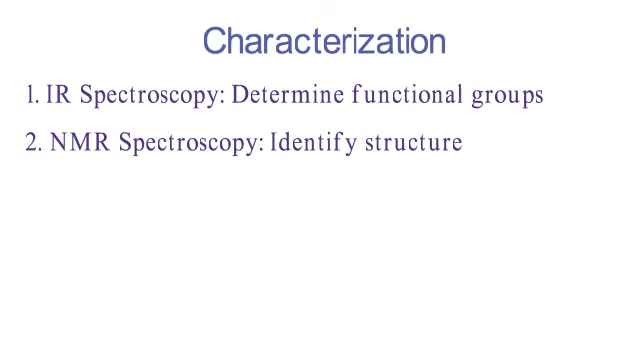 Characterization
1. IR Spectroscopy: Determine functional groups
2. NMR Spectroscopy: Identify structure